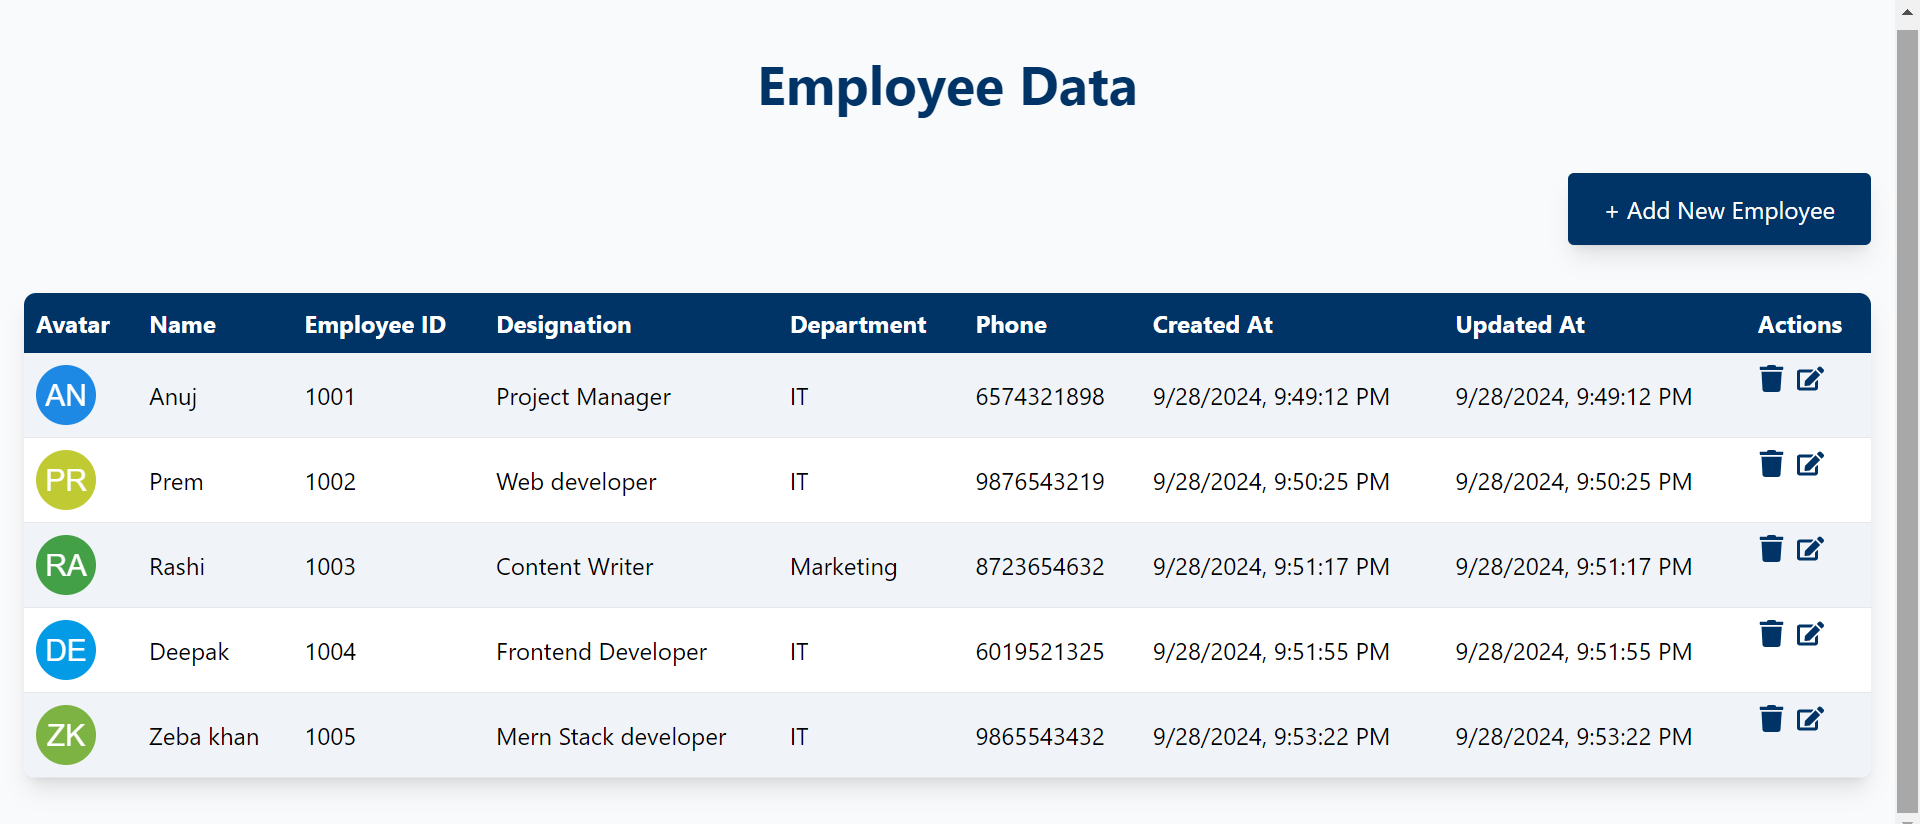 Employee Data
+ Add New Employee
Avatar Name Employee ID Designation Department Phone Created At Updated At Actions
AN Anuj 1001 Project Manager IT 6574321898 9/28/2024, 9:49:12 PM 9/28/2024, 9:49:12 PM
PR Prem 1002 Web developer IT 9876543219 9/28/2024, 9:50:25 PM 9/28/2024, 9:50:25 PM
RA Rashi 1003 Content Writer Marketing 8723654632 9/28/2024, 9:51:17 PM 9/28/2024, 9:51:17 PM
DE Deepak 1004 Frontend Developer IT 6019521325 9/28/2024, 9:51:55 PM 9/28/2024, 9:51:55 PM
ZK Zeba khan 1005 Mern Stack developer IT 9865543432 9/28/2024, 9:53:22 PM 9/28/2024, 9:53:22 PM